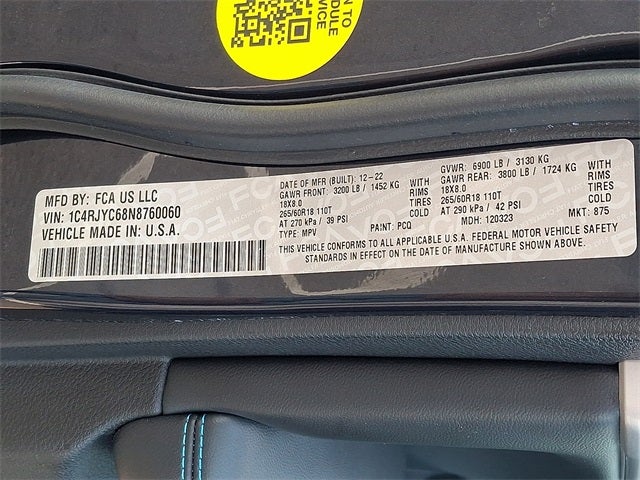 N TO
DULE
VICE
MFD BY: FCA US LLC
VIN: 1C4RJYC68N8760060
VEHICLE MADE IN: U.S.A.
DATE OF MFR (BUILT): 12-22
GVWR: 6900 LB / 3130 KG
GAWR FRONT: 3200 LB / 1452 KG WITH GAWR REAR: 3800 LB / 1724 KG WITH
18X8.0 RIMS 18X8.0 RIMS
265/60R18 110T TIRES 265/60R18 110T TIRES
AT 270 kPa / 39 PSI COLD AT 290 kPa / 42 PSI COLD
TYPE: MPV PAINT: PCQ MDH: 120323 MKT: 875
THIS VEHICLE CONFORMS TO ALL APPLICABLE U.S.A. FEDERAL MOTOR VEHICLE SAFETY
STANDARDS IN EFFECT ON THE DATE OF MANUFACTURE SHOWN ABOVE.